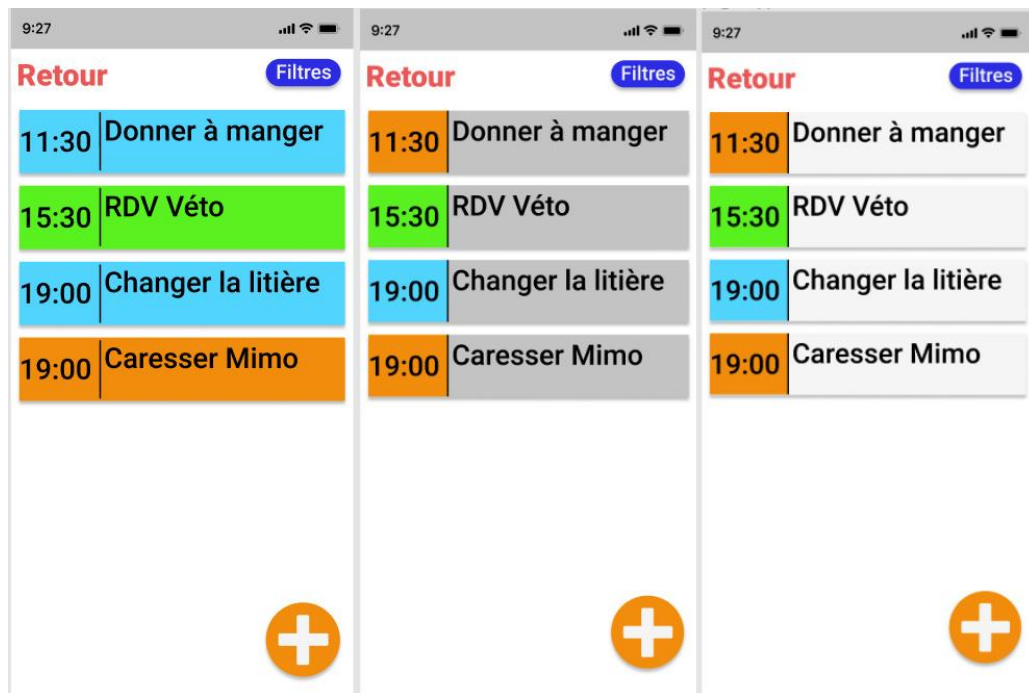 9:27
Retour Filtres
11:30 Donner à manger
15:30 RDV Véto
19:00 Changer la litière
19:00 Caresser Mimo
9:27
Retour Filtres
11:30 Donner à manger
15:30 RDV Véto
19:00 Changer la litière
19:00 Caresser Mimo
9:27
Retour Filtres
11:30 Donner à manger
15:30 RDV Véto
19:00 Changer la litière
19:00 Caresser Mimo